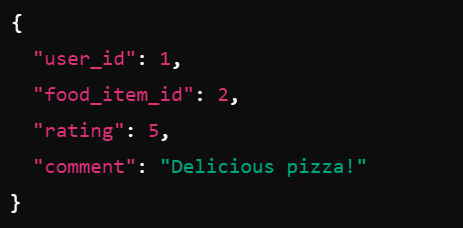 {
"user_id": 1,
"food_item_id": 2,
"rating": 5,
"comment": "Delicious pizza!"
}